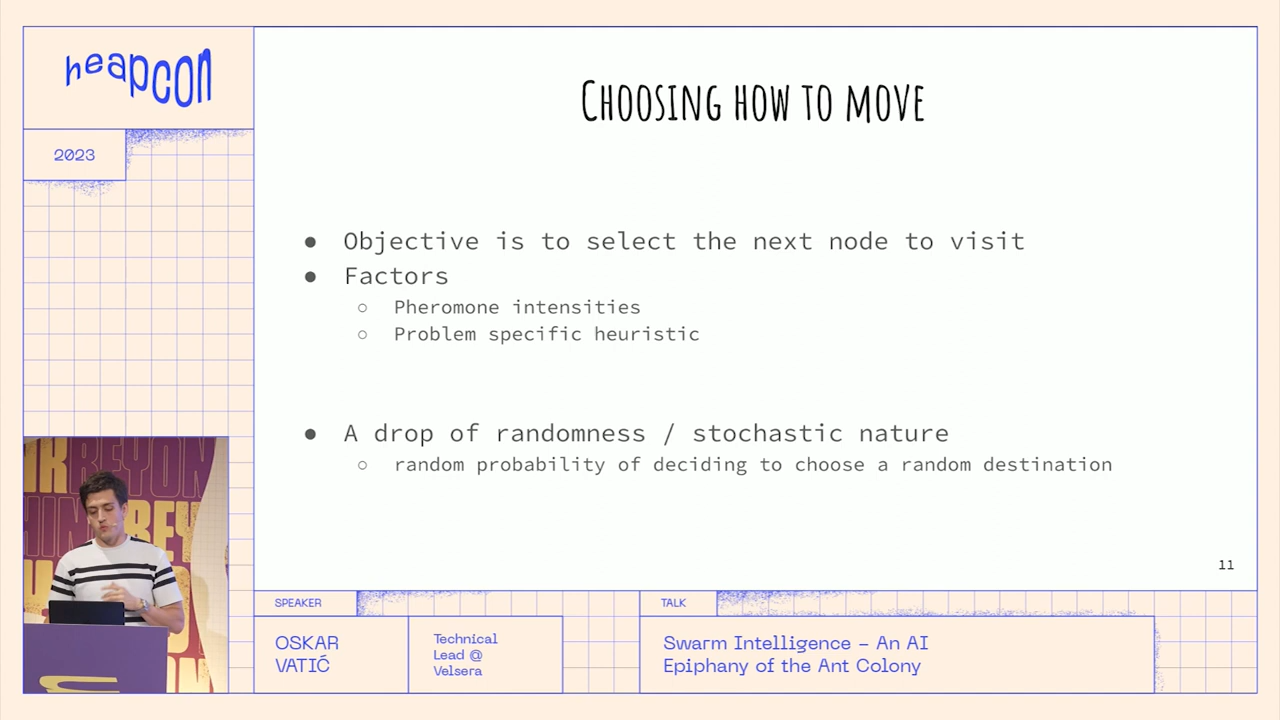 heapcon
2023
Choosing how to move
● Objective is to select the next node to visit
● Factors
○ Pheromone intensities
○ Problem specific heuristic
● A drop of randomness / stochastic nature
○ random probability of deciding to choose a random destination
11
SPEAKER
OSKAR
VATIĆ
Technical
Lead @
Velsera
TALK
Swarm Intelligence – An AI
Epiphany of the Ant Colony